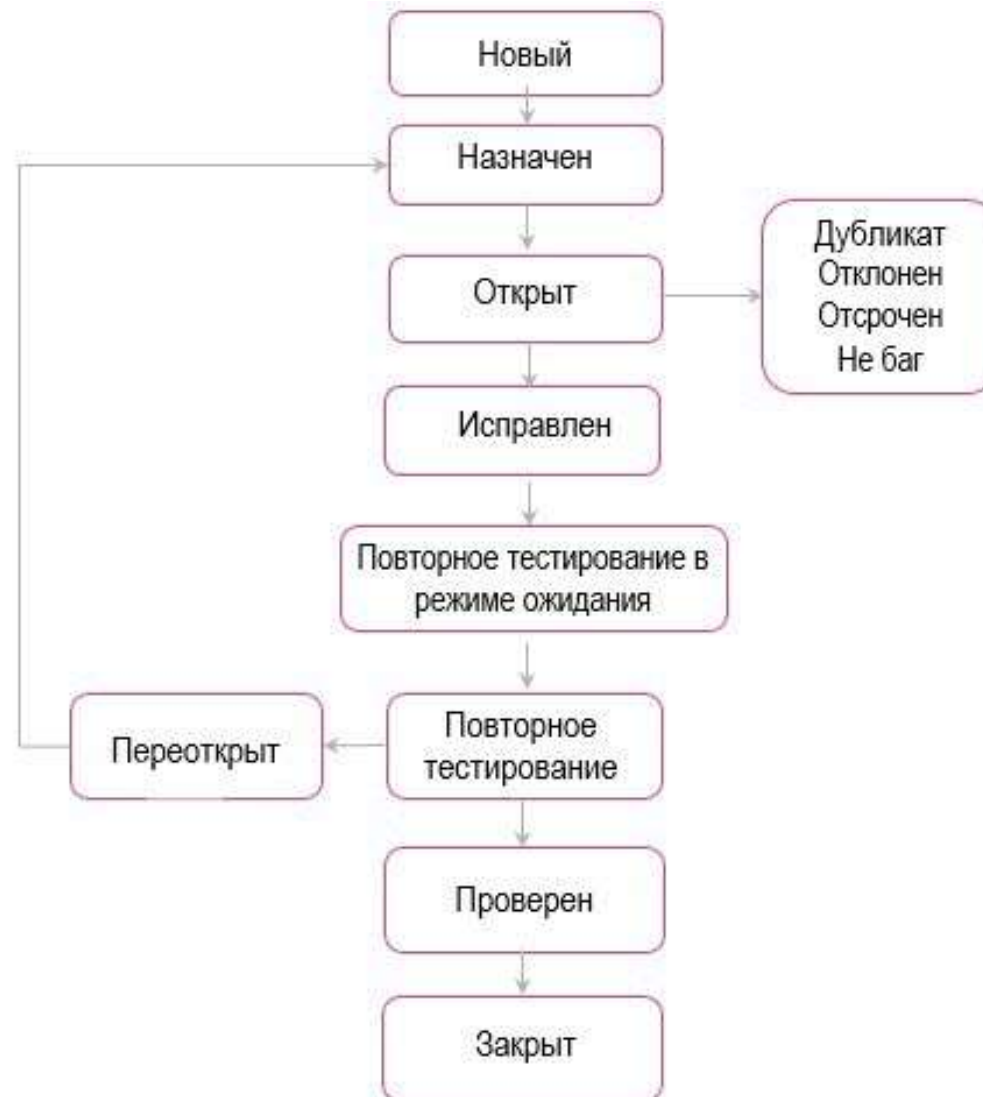 Новый
Назначен
Дубликат
Отклонен
Отсрочен
Не баг
Открыт
Исправлен
Повторное тестирование в
режиме ожидания
Повторное
тестирование
Переоткрыт
Проверен
Закрыт